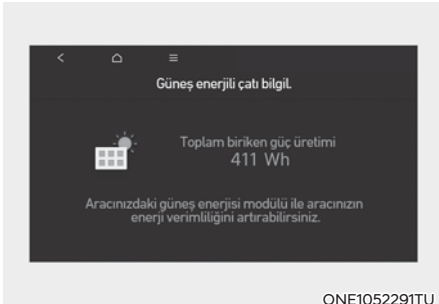 Güneş enerjili çatı bilgil.
Toplam biriken güç üretimi
411 Wh
Aracınızdaki güneş enerjisi modülü ile aracınızın
enerji verimliliğini artırabilirsiniz.
ONE1052291TU